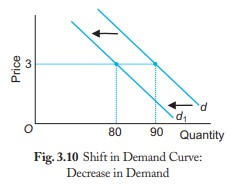 Price
3
d
d₁
O
80 90
Quantity
Fig. 3.10 Shift in Demand Curve:
Decrease in Demand